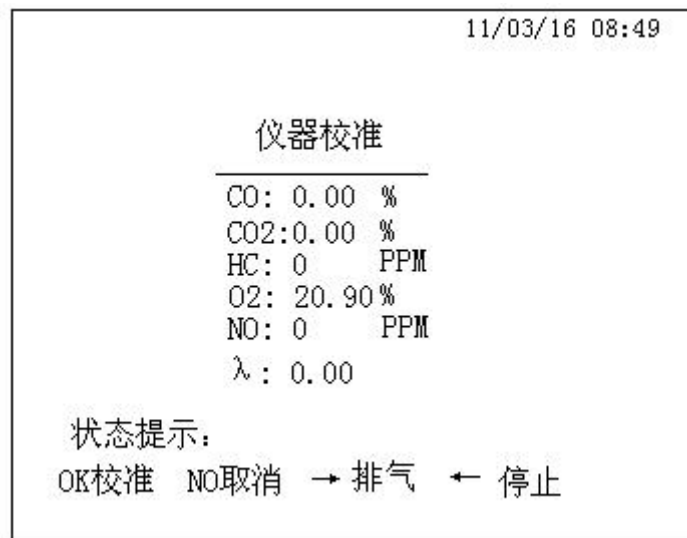 11/03/16 08:49
仪器校准
CO: 0.00 %
CO2:0.00 %
HC: 0 PPM
O2: 20.90%
NO: 0 PPM
λ: 0.00
状态提示:
OK校准 NO取消 → 排气 ← 停止